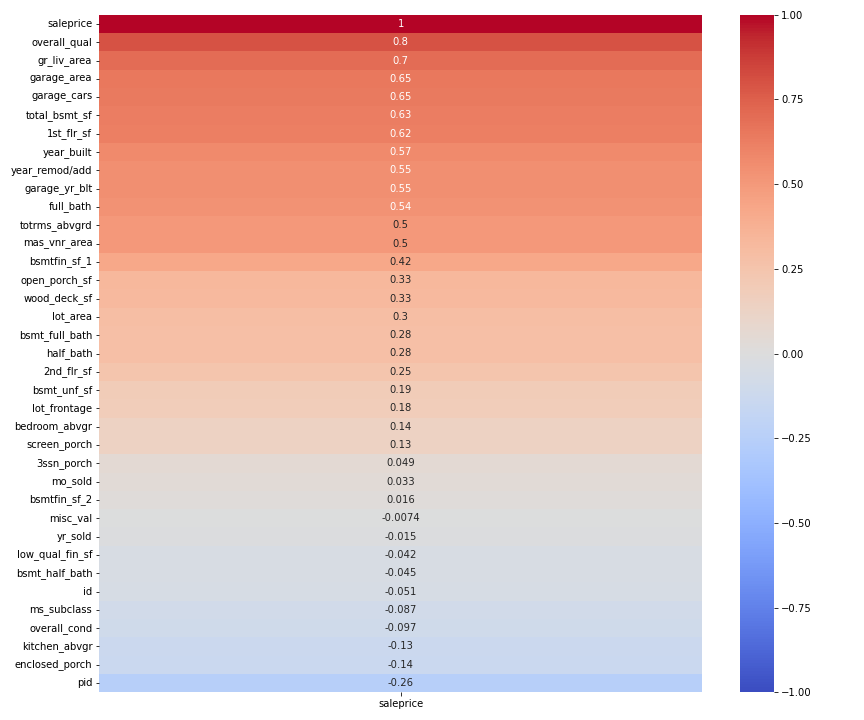 saleprice 1
overall_qual 0.8
gr_liv_area 0.7
garage_area 0.65
garage_cars 0.65
total_bsmt_sf 0.63
1st_flr_sf 0.62
year_built 0.57
year_remod/add 0.55
garage_yr_blt 0.55
full_bath 0.54
totrms_abvgrd 0.5
mas_vnr_area 0.5
bsmtfin_sf_1 0.42
open_porch_sf 0.33
wood_deck_sf 0.33
lot_area 0.3
bsmt_full_bath 0.28
half_bath 0.28
2nd_flr_sf 0.25
bsmt_unf_sf 0.19
lot_frontage 0.18
bedroom_abvgr 0.14
screen_porch 0.13
3ssn_porch 0.049
mo_sold 0.033
bsmtfin_sf_2 0.016
misc_val -0.0074
yr_sold -0.015
low_qual_fin_sf -0.042
bsmt_half_bath -0.045
id -0.051
ms_subclass -0.087
overall_cond -0.097
kitchen_abvgr -0.13
enclosed_porch -0.14
pid -0.26
saleprice
1.00
0.75
0.50
0.25
0.00
−0.25
−0.50
−0.75
−1.00